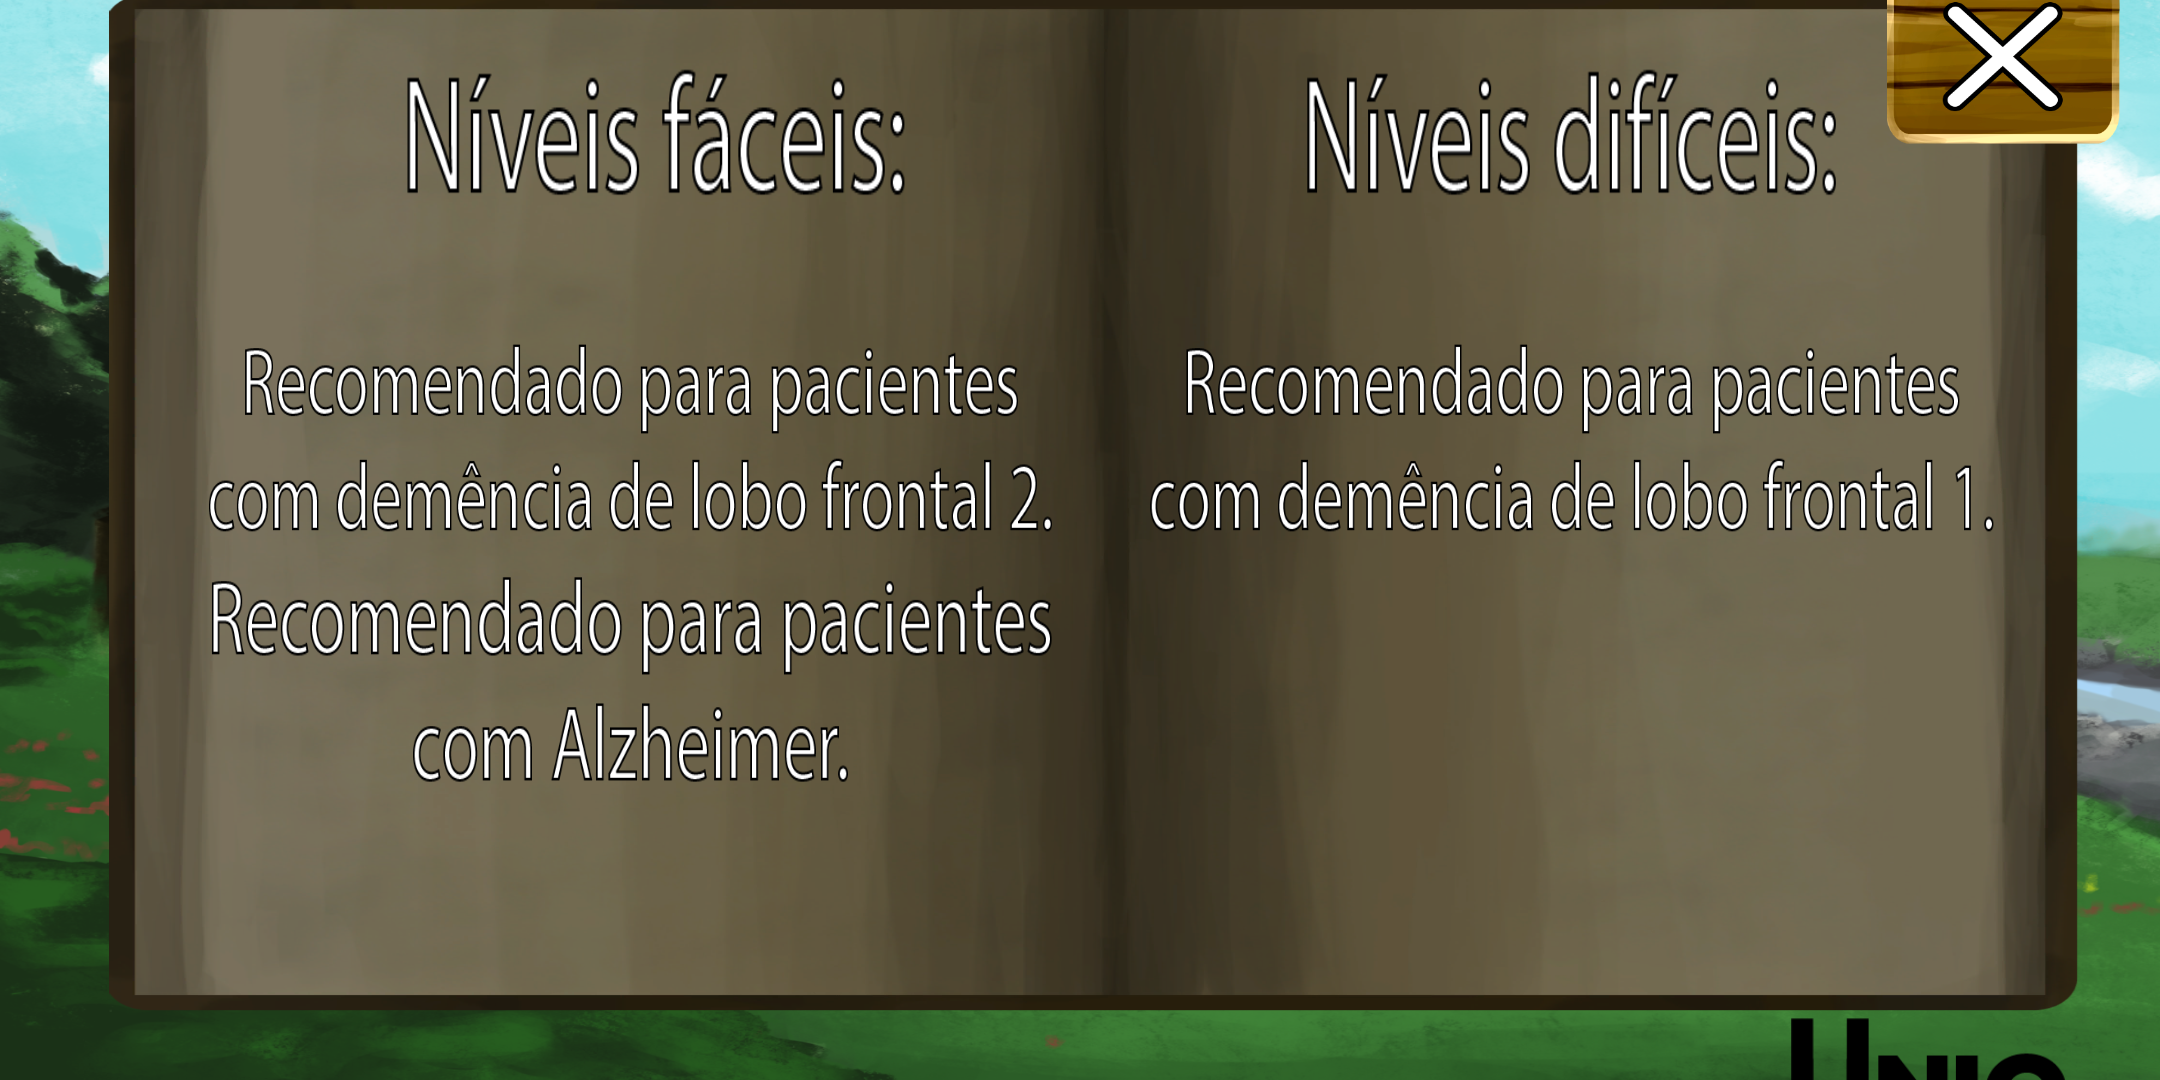 Níveis fáceis:
Recomendado para pacientes
com demência de lobo frontal 2.
Recomendado para pacientes
com Alzheimer.
Níveis difíceis:
Recomendado para pacientes
com demência de lobo frontal 1.